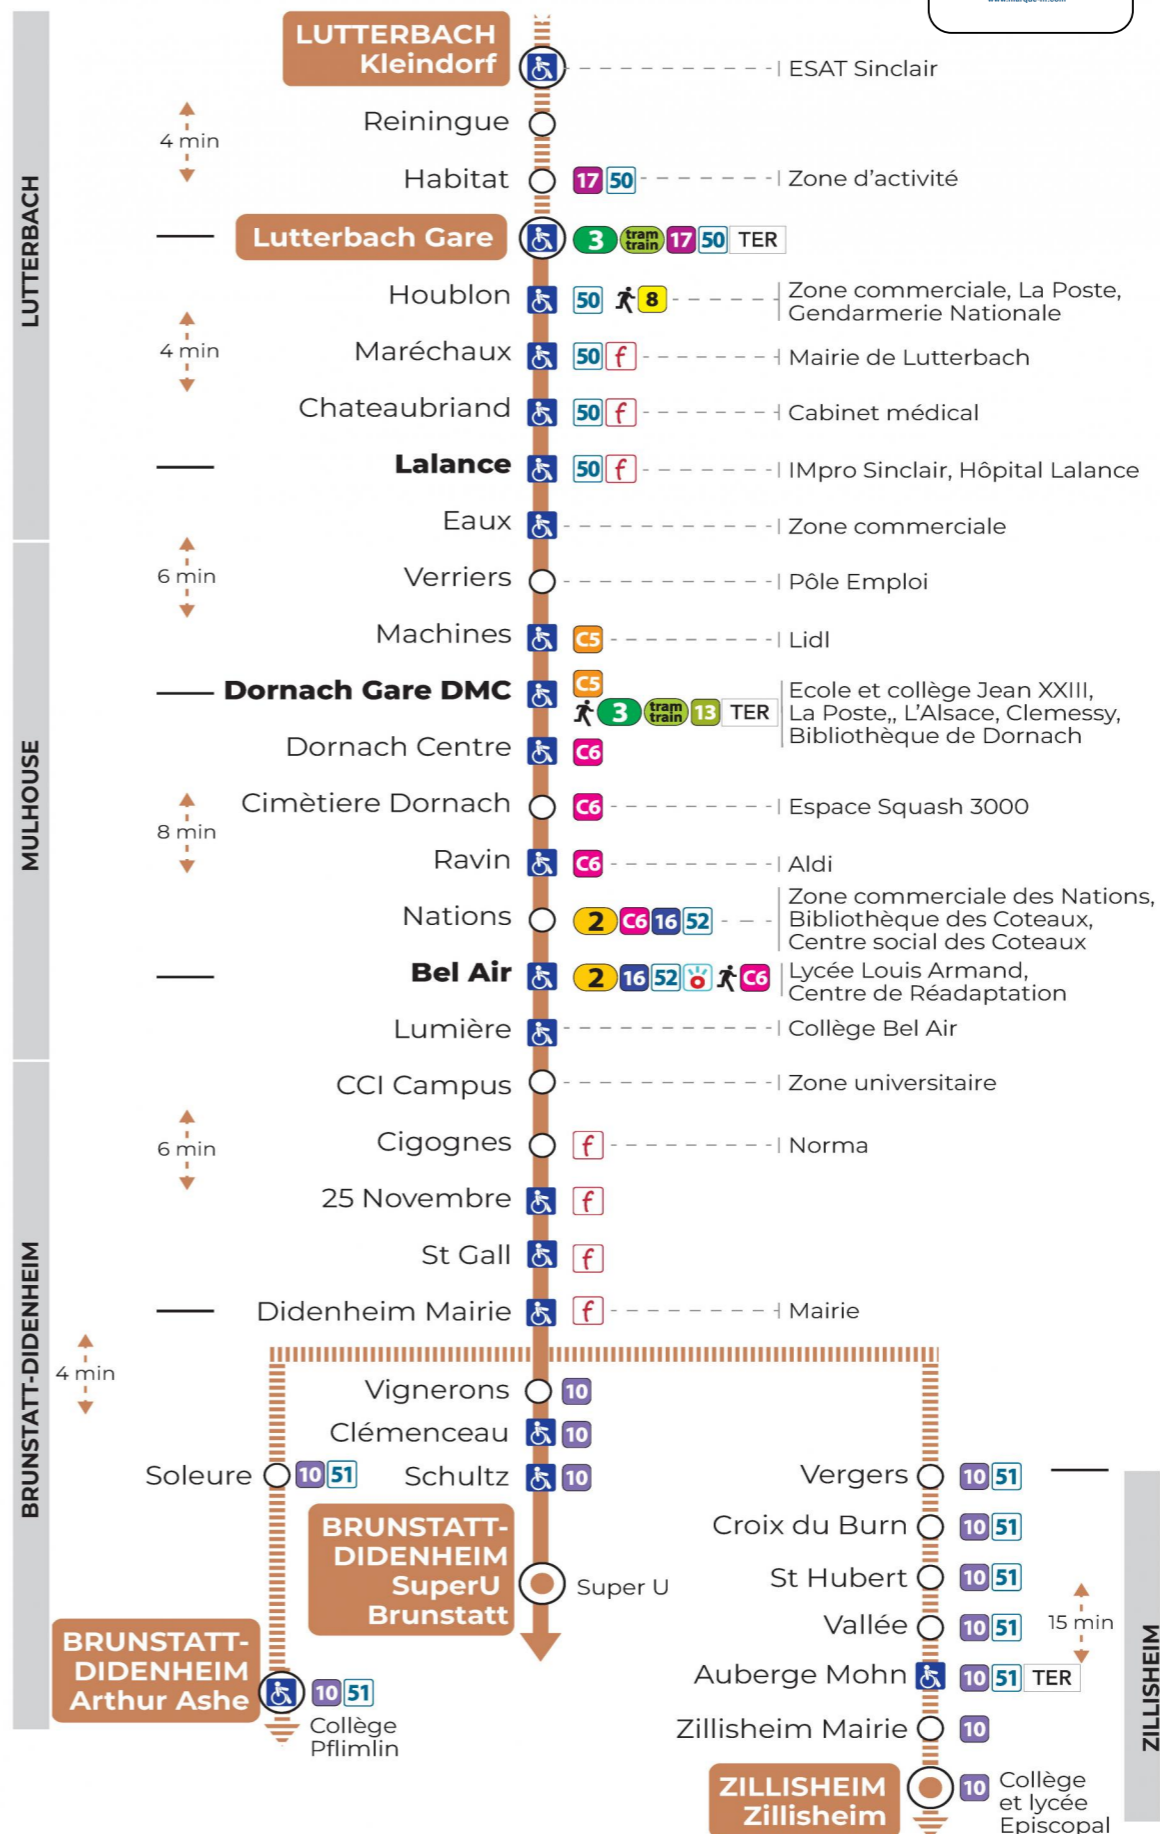 www.marque-nf.com
LUTTERBACH
Kleindorf
ESAT Sinclair
Reiningue
4 min
Habitat
17 50
Zone d'activité
LUTTERBACH
Lutterbach Gare
3 tram train 17 50 TER
Houblon
50 8
Zone commerciale, La Poste,
Gendarmerie Nationale
4 min
Maréchaux
50 f
Mairie de Lutterbach
Chateaubriand
50 f
Cabinet médical
Lalance
50 f
IMpro Sinclair, Hôpital Lalance
Eaux
Zone commerciale
6 min
Verriers
Pôle Emploi
Machines
C5
Lidl
Dornach Gare DMC
C5
3 tram train 13 TER
Ecole et collège Jean XXIII,
La Poste,, L'Alsace, Clemessy,
Bibliothèque de Dornach
MULHOUSE
Dornach Centre
C6
Cimètiere Dornach
C6
Espace Squash 3000
8 min
Ravin
C6
Aldi
Nations
2 C6 16 52
Zone commerciale des Nations,
Bibliothèque des Coteaux,
Centre social des Coteaux
Bel Air
2 16 52 C6
Lycée Louis Armand,
Centre de Réadaptation
Lumière
Collège Bel Air
CCI Campus
Zone universitaire
6 min
Cigognes
f
Norma
25 Novembre
f
St Gall
f
Didenheim Mairie
f
Mairie
BRUNSTATT-DIDENHEIM
4 min
Vignerons
10
Clémenceau
10
Soleure
10 51
Schultz
10
BRUNSTATT-
DIDENHEIM
SuperU
Brunstatt
Super U
BRUNSTATT-
DIDENHEIM
Arthur Ashe
10 51
Collège
Pflimlin
Vergers
10 51
Croix du Burn
10 51
St Hubert
10 51
Vallée
10 51
15 min
Auberge Mohn
10 51 TER
Zillisheim Mairie
10
ZILLISHEIM
ZILLISHEIM
Zillisheim
10
Collège
et lycée
Episcopal